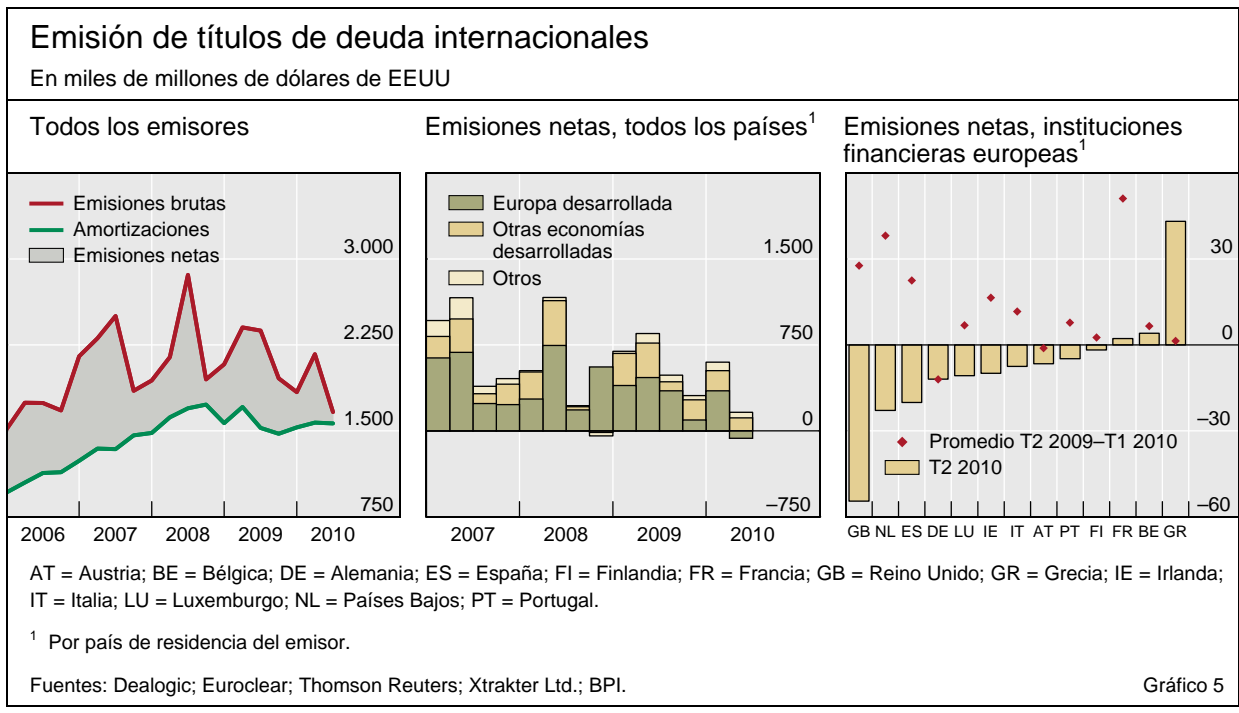 Emisión de títulos de deuda internacionales
En miles de millones de dólares de EEUU
Todos los emisores
Emisiones brutas
Amortizaciones
Emisiones netas
3.000
2.250
1.500
750
2006 2007 2008 2009 2010
Emisiones netas, todos los países1
Europa desarrollada
Otras economías
desarrolladas
Otros
1.500
750
0
–750
2007 2008 2009 2010
Emisiones netas, instituciones
financieras europeas1
30
0
–30
–60
Promedio T2 2009–T1 2010
T2 2010
GB NL ES DE LU IE IT AT PT FI FR BE GR
AT = Austria; BE = Bélgica; DE = Alemania; ES = España; FI = Finlandia; FR = Francia; GB = Reino Unido; GR = Grecia; IE = Irlanda;
IT = Italia; LU = Luxemburgo; NL = Países Bajos; PT = Portugal.
1 Por país de residencia del emisor.
Fuentes: Dealogic; Euroclear; Thomson Reuters; Xtrakter Ltd.; BPI. Gráfico 5